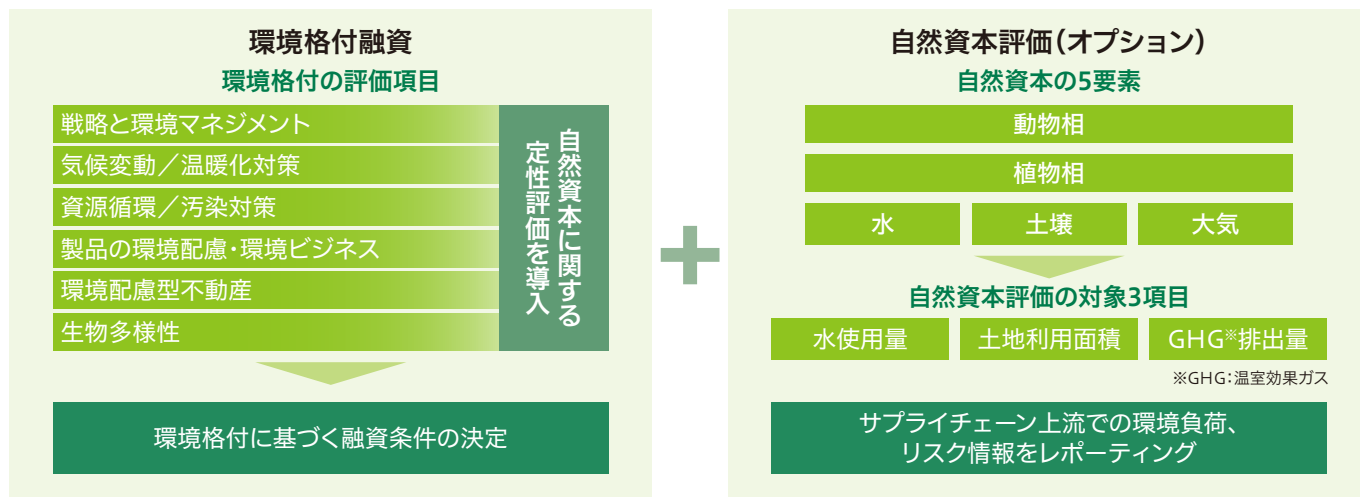 環境格付融資
環境格付の評価項目
戦略と環境マネジメント
気候変動／温暖化対策
資源循環／汚染対策
製品の環境配慮・環境ビジネス
環境配慮型不動産
生物多様性
自然資本に関する
定性評価を導入
環境格付に基づく融資条件の決定
+
自然資本評価（オプション）
自然資本の5要素
動物相
植物相
水
土壌
大気
自然資本評価の対象3項目
水使用量
土地利用面積
GHG※排出量
※GHG：温室効果ガス
サプライチェーン上流での環境負荷、
リスク情報をレポーティング